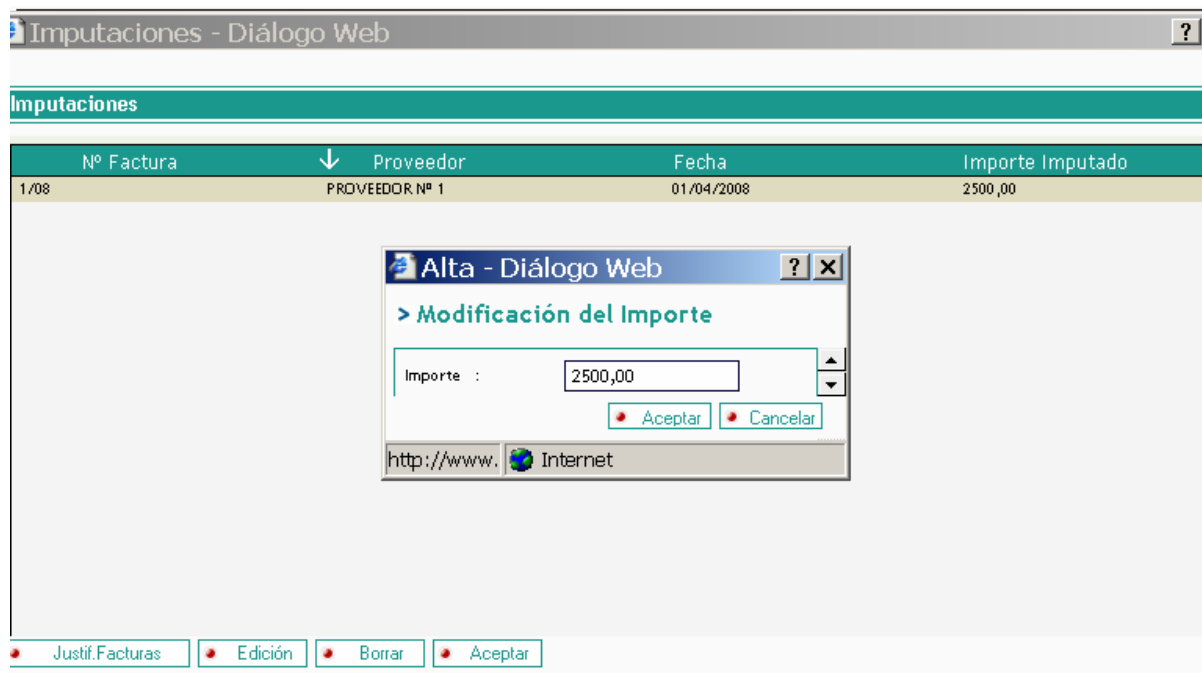 Imputaciones - Diálogo Web ?
Imputaciones
Nº Factura Proveedor Fecha Importe Imputado
1/08 PROVEEDOR Nº 1 01/04/2008 2500,00
Alta - Diálogo Web ?
> Modificación del Importe
Importe : 2500,00
Aceptar Cancelar
http://www. Internet
Justif.Facturas Edición Borrar Aceptar